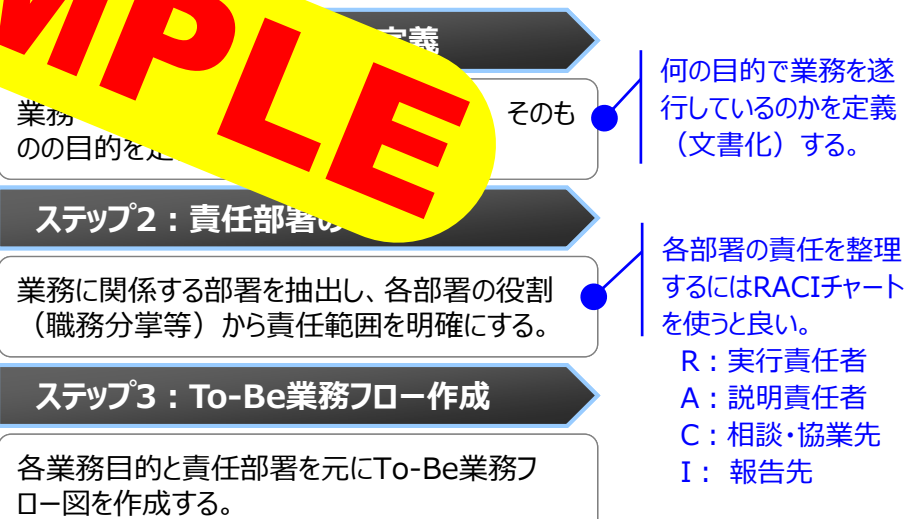 MPLE
定義
業務 そのも
のの目的を定
ステップ2：責任部署の
業務に関係する部署を抽出し、各部署の役割
（職務分掌等）から責任範囲を明確にする。
ステップ3：To-Be業務フロー作成
各業務目的と責任部署を元にTo-Be業務フ
ロー図を作成する。
何の目的で業務を遂
行しているのかを定義
（文書化）する。
各部署の責任を整理
するにはRACIチャート
を使うと良い。
R：実行責任者
A：説明責任者
C：相談・協業先
I： 報告先